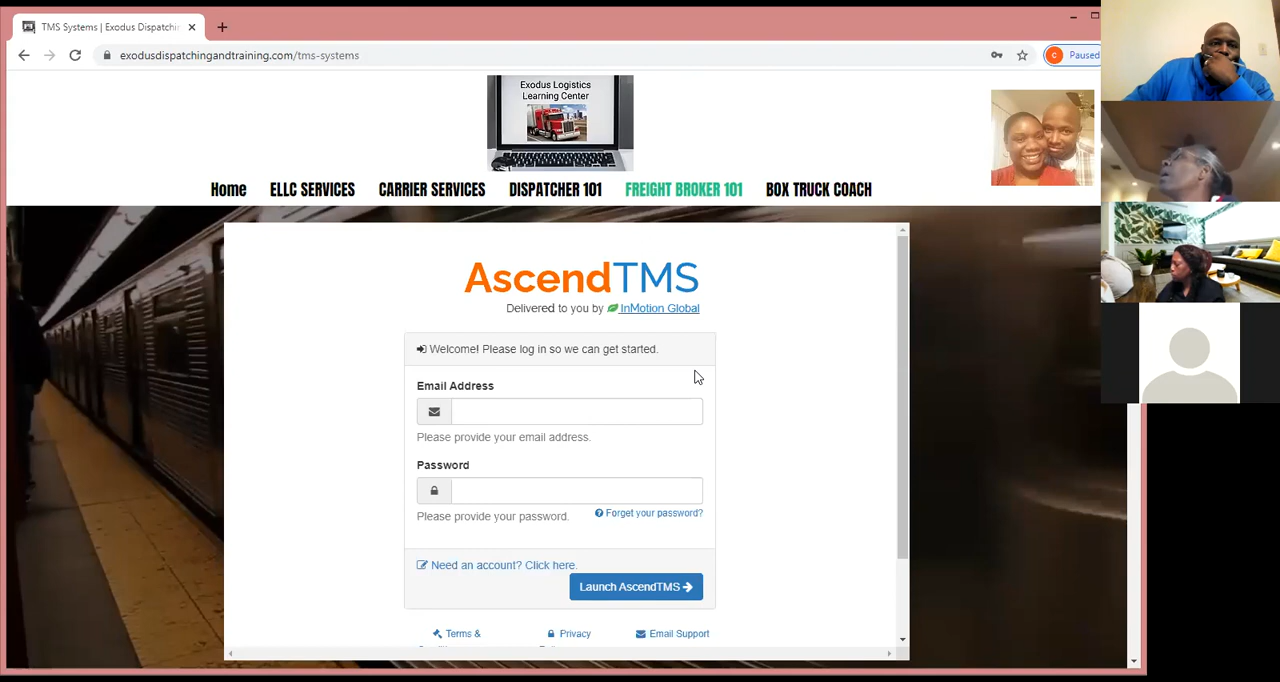 TMS Systems | Exodus Dispatchin
exodusdispatchingandtraining.com/tms-systems
C Paused
Exodus Logistics
Learning Center
Home ELLC SERVICES CARRIER SERVICES DISPATCHER 101 FREIGHT BROKER 101 BOX TRUCK COACH
AscendTMS
Delivered to you by InMotion Global
Welcome! Please log in so we can get started.
Email Address
Please provide your email address.
Password
Please provide your password. Forget your password?
Need an account? Click here.
Launch AscendTMS
Terms & Privacy Email Support